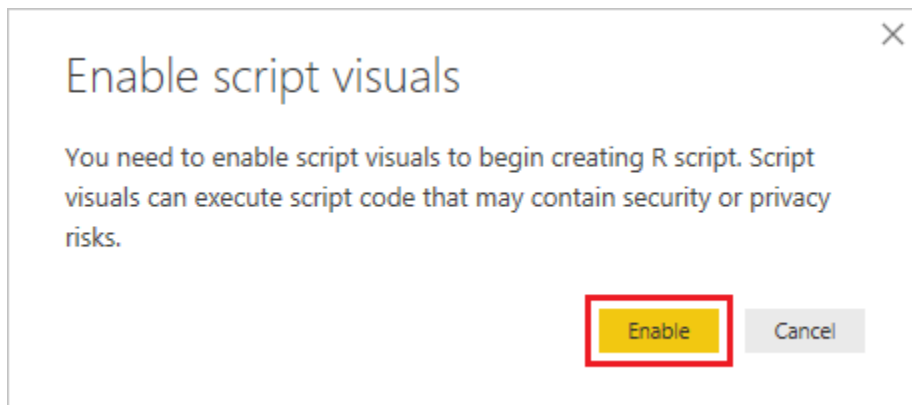 Enable script visuals
You need to enable script visuals to begin creating R script. Script
visuals can execute script code that may contain security or privacy
risks.
Enable
Cancel